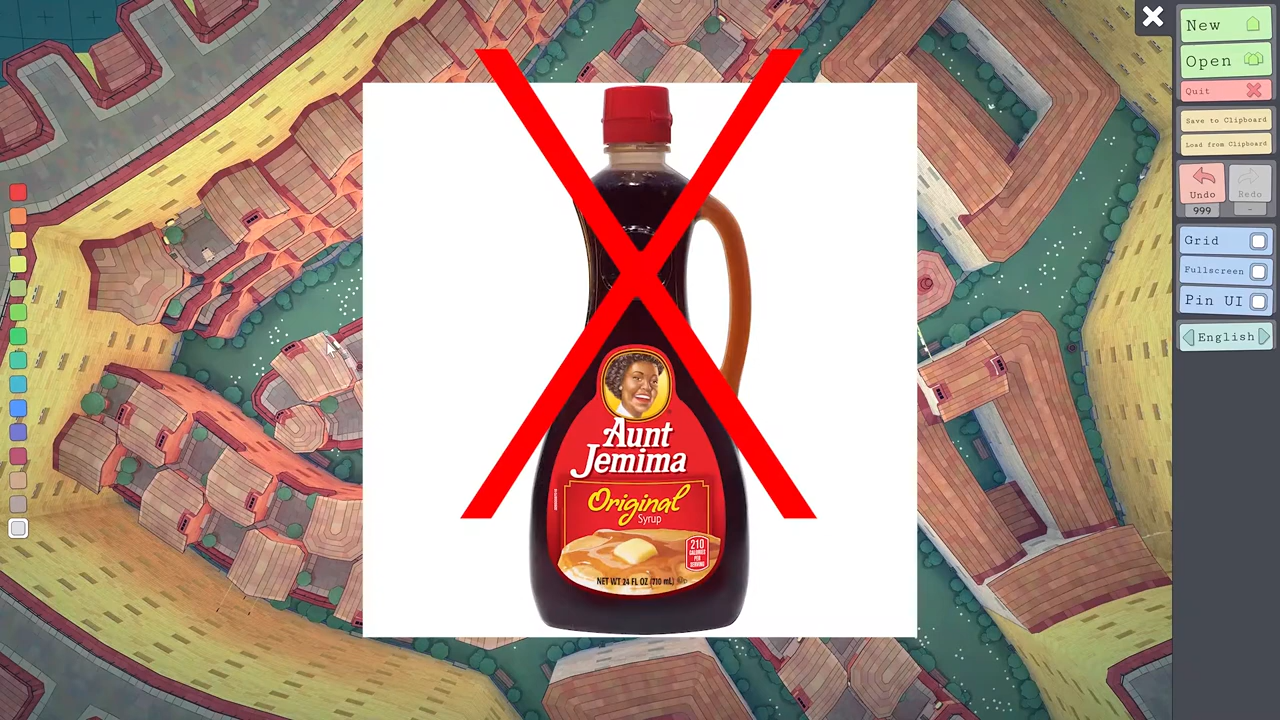 New
Open
Quit
Save to Clipboard
Load from Clipboard
Undo
Redo
999
-
Grid
Fullscreen
Pin UI
English
Aunt
Jemima
Original
Syrup
210
CALORIES
PER
SERVING
NET WT 24 FL OZ (710 mL)